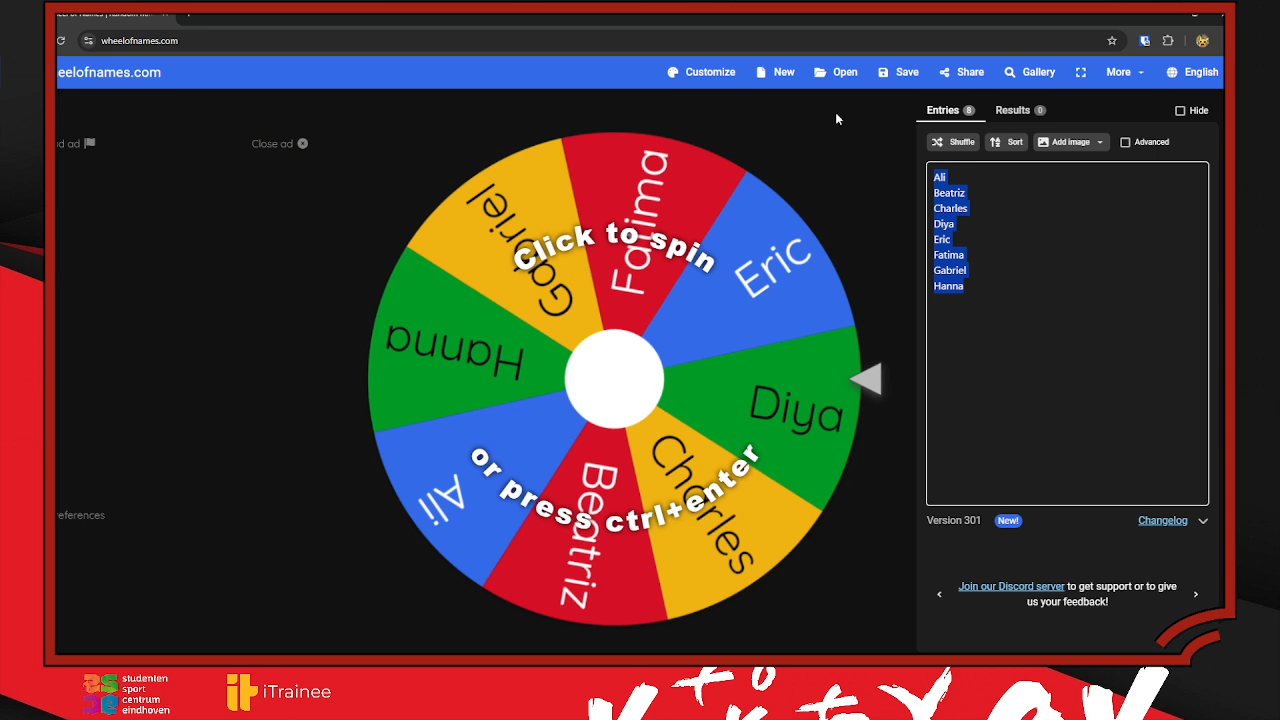 wheelofnames.com
eelofnames.com
Customize
New
Open
Save
Share
Gallery
More
English
d ad
Close ad
Entries 8
Results 0
Hide
Shuffle
Sort
Add image
Advanced
Ali
Beatriz
Charles
Diya
Eric
Fatima
Gabriel
Hanna
Click to spin
or press ctrl+enter
Gabriel
Fatima
Eric
Hanna
Diya
Ali
Beatriz
Charles
eferences
Version 301
New!
Changelog
Join our Discord server to get support or to give
us your feedback!
studenten
sport
centrum
eindhoven
it iTrainee